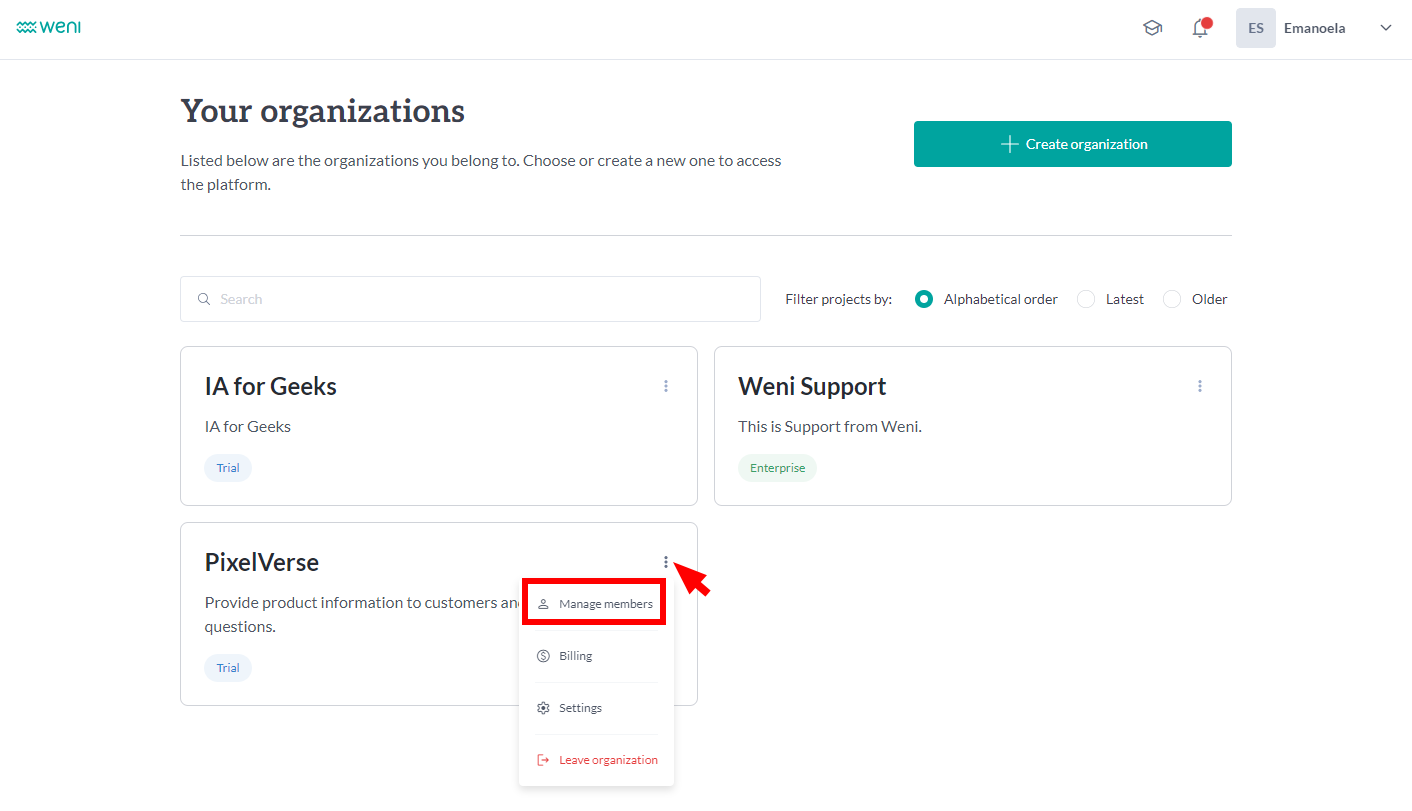 weni
ES
Emanoela
Your organizations
Listed below are the organizations you belong to. Choose or create a new one to access
the platform.
Create organization
Search
Filter projects by:
Alphabetical order
Latest
Older
IA for Geeks
IA for Geeks
Trial
Weni Support
This is Support from Weni.
Enterprise
PixelVerse
Provide product information to customers an
questions.
Trial
Manage members
Billing
Settings
Leave organization